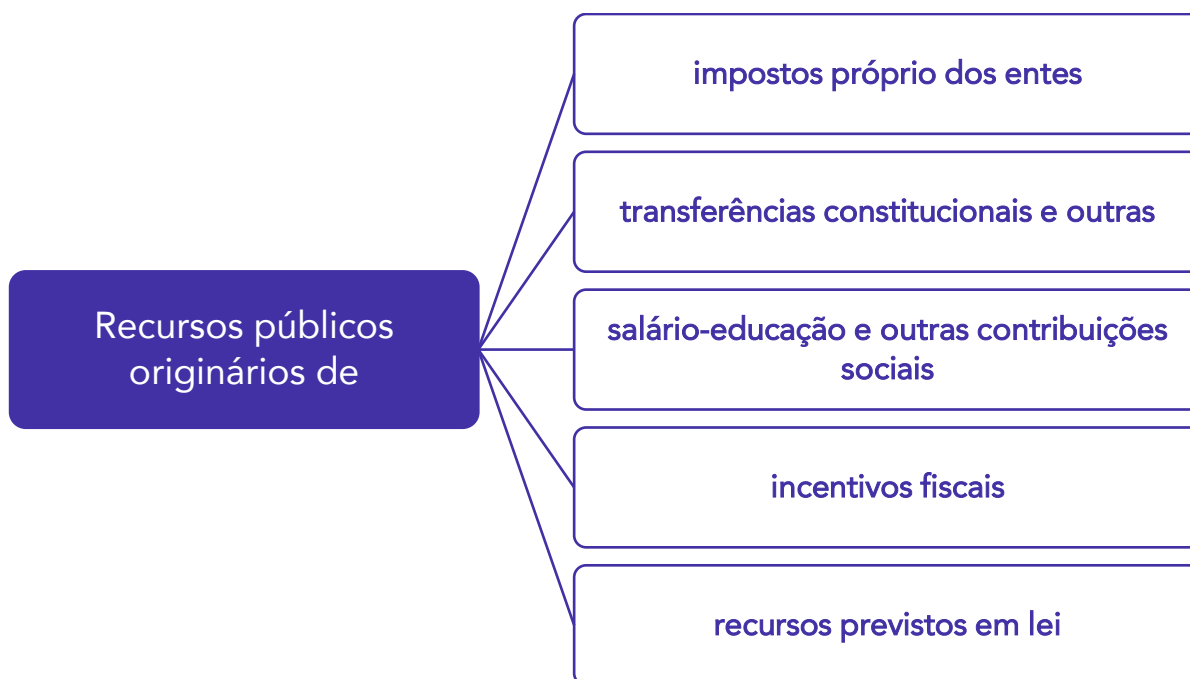 impostos próprio dos entes
transferências constitucionais e outras
Recursos públicos
originários de
salário-educação e outras contribuições
sociais
incentivos fiscais
recursos previstos em lei